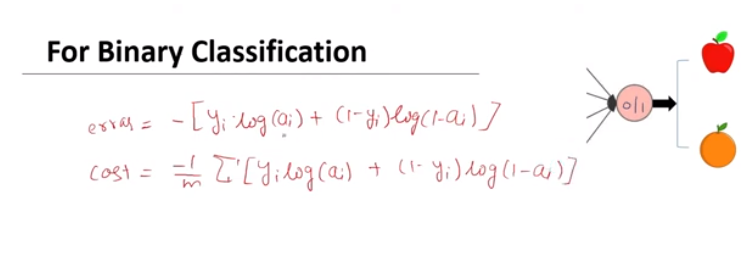 For Binary Classification
error = - [ yi log(ai) + (1-yi) log(1-ai) ]
0/1
cost = -1/m Σ [ yi log(ai) + (1-yi) log(1-ai) ]